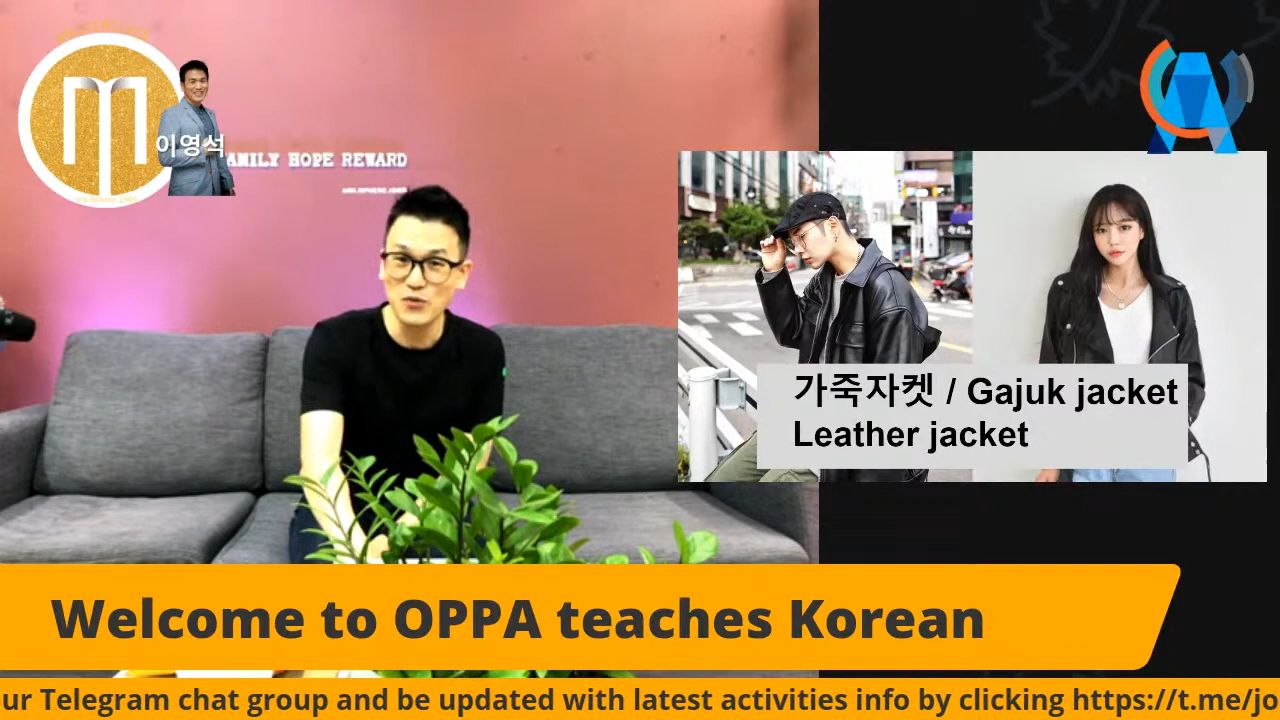 이영석
FAMILY HOPE REWARD
가죽자켓 / Gajuk jacket
Leather jacket
Welcome to OPPA teaches Korean
ur Telegram chat group and be updated with latest activities info by clicking https://t.me/jo